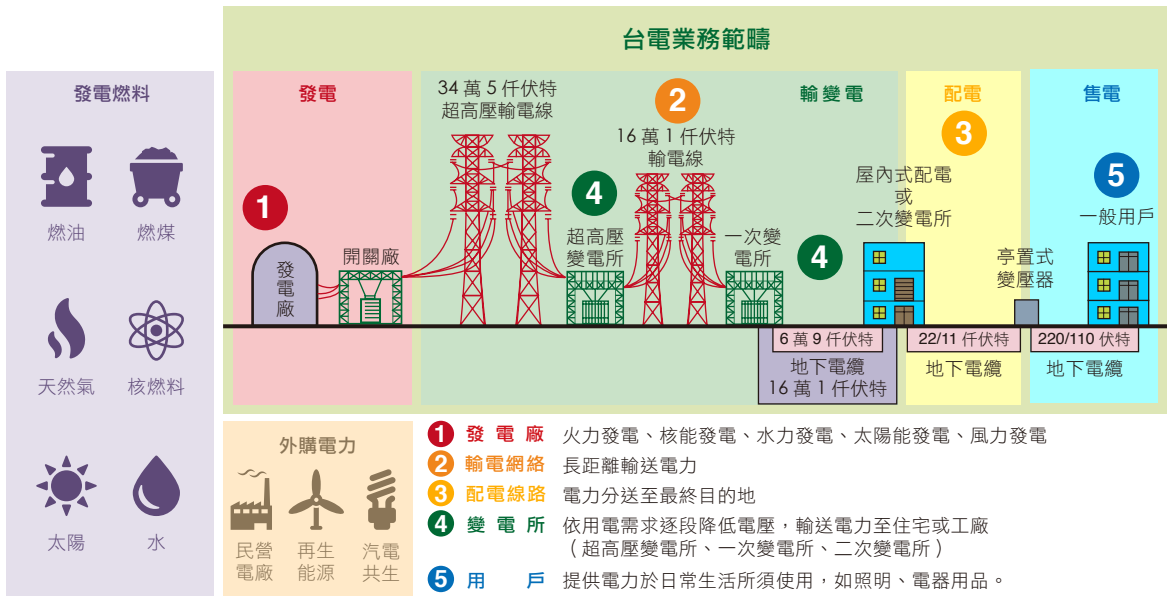 台電業務範疇
發電燃料
燃油
燃煤
天然氣
核燃料
太陽
水
發電
1
發電廠
開關廠
34 萬 5 仟伏特
超高壓輸電線
4
超高壓
變電所
2
16 萬 1 仟伏特
輸電線
一次變
電所
輸變電
4
屋內式配電
或
二次變電所
6 萬 9 仟伏特
地下電纜
16 萬 1 仟伏特
配電
3
亭置式
變壓器
22/11 仟伏特
地下電纜
售電
5
一般用戶
220/110 伏特
地下電纜
外購電力
民營
電廠
再生
能源
汽電
共生
1 發電廠 火力發電、核能發電、水力發電、太陽能發電、風力發電
2 輸電網絡 長距離輸送電力
3 配電線路 電力分送至最終目的地
4 變電所 依用電需求逐段降低電壓，輸送電力至住宅或工廠
（超高壓變電所、一次變電所、二次變電所）
5 用戶 提供電力於日常生活所須使用，如照明、電器用品。